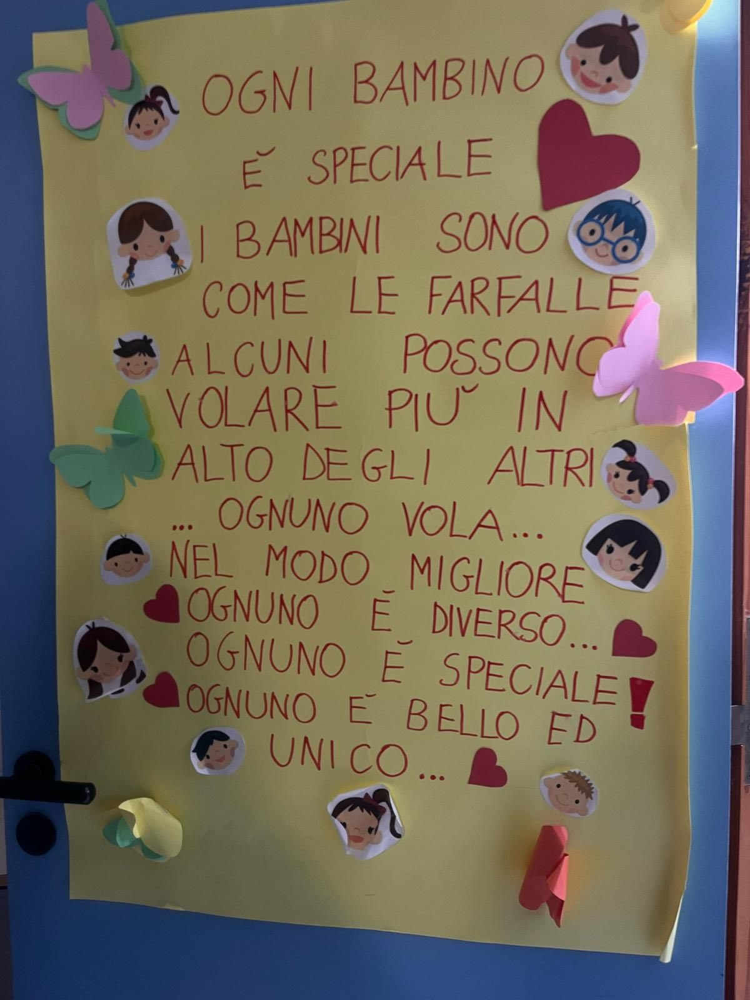 OGNI BAMBINO
È SPECIALE
I BAMBINI SONO
COME LE FARFALLE
ALCUNI POSSONO
VOLARE PIÙ IN
ALTO DEGLI ALTRI
... OGNUNO VOLA...
NEL MODO MIGLIORE
OGNUNO È DIVERSO...
OGNUNO È SPECIALE!
OGNUNO È BELLO ED
UNICO...